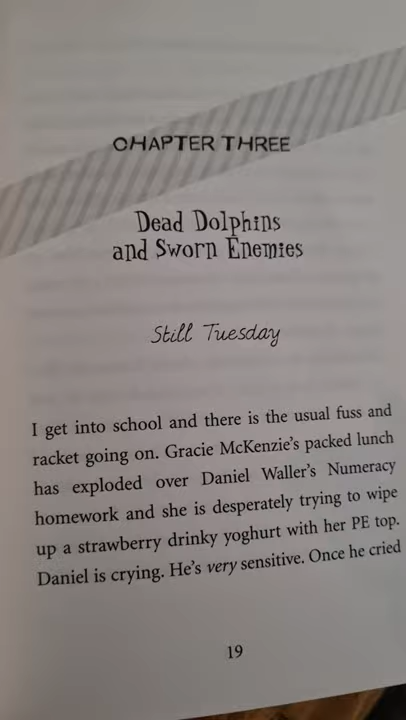 CHAPTER THREE
Dead Dolphins
and Sworn Enemies
Still Tuesday
I get into school and there is the usual fuss and
racket going on. Gracie McKenzie's packed lunch
has exploded over Daniel Waller's Numeracy
homework and she is desperately trying to wipe
up a strawberry drinky yoghurt with her PE top.
Daniel is crying. He's very sensitive. Once he cried
19